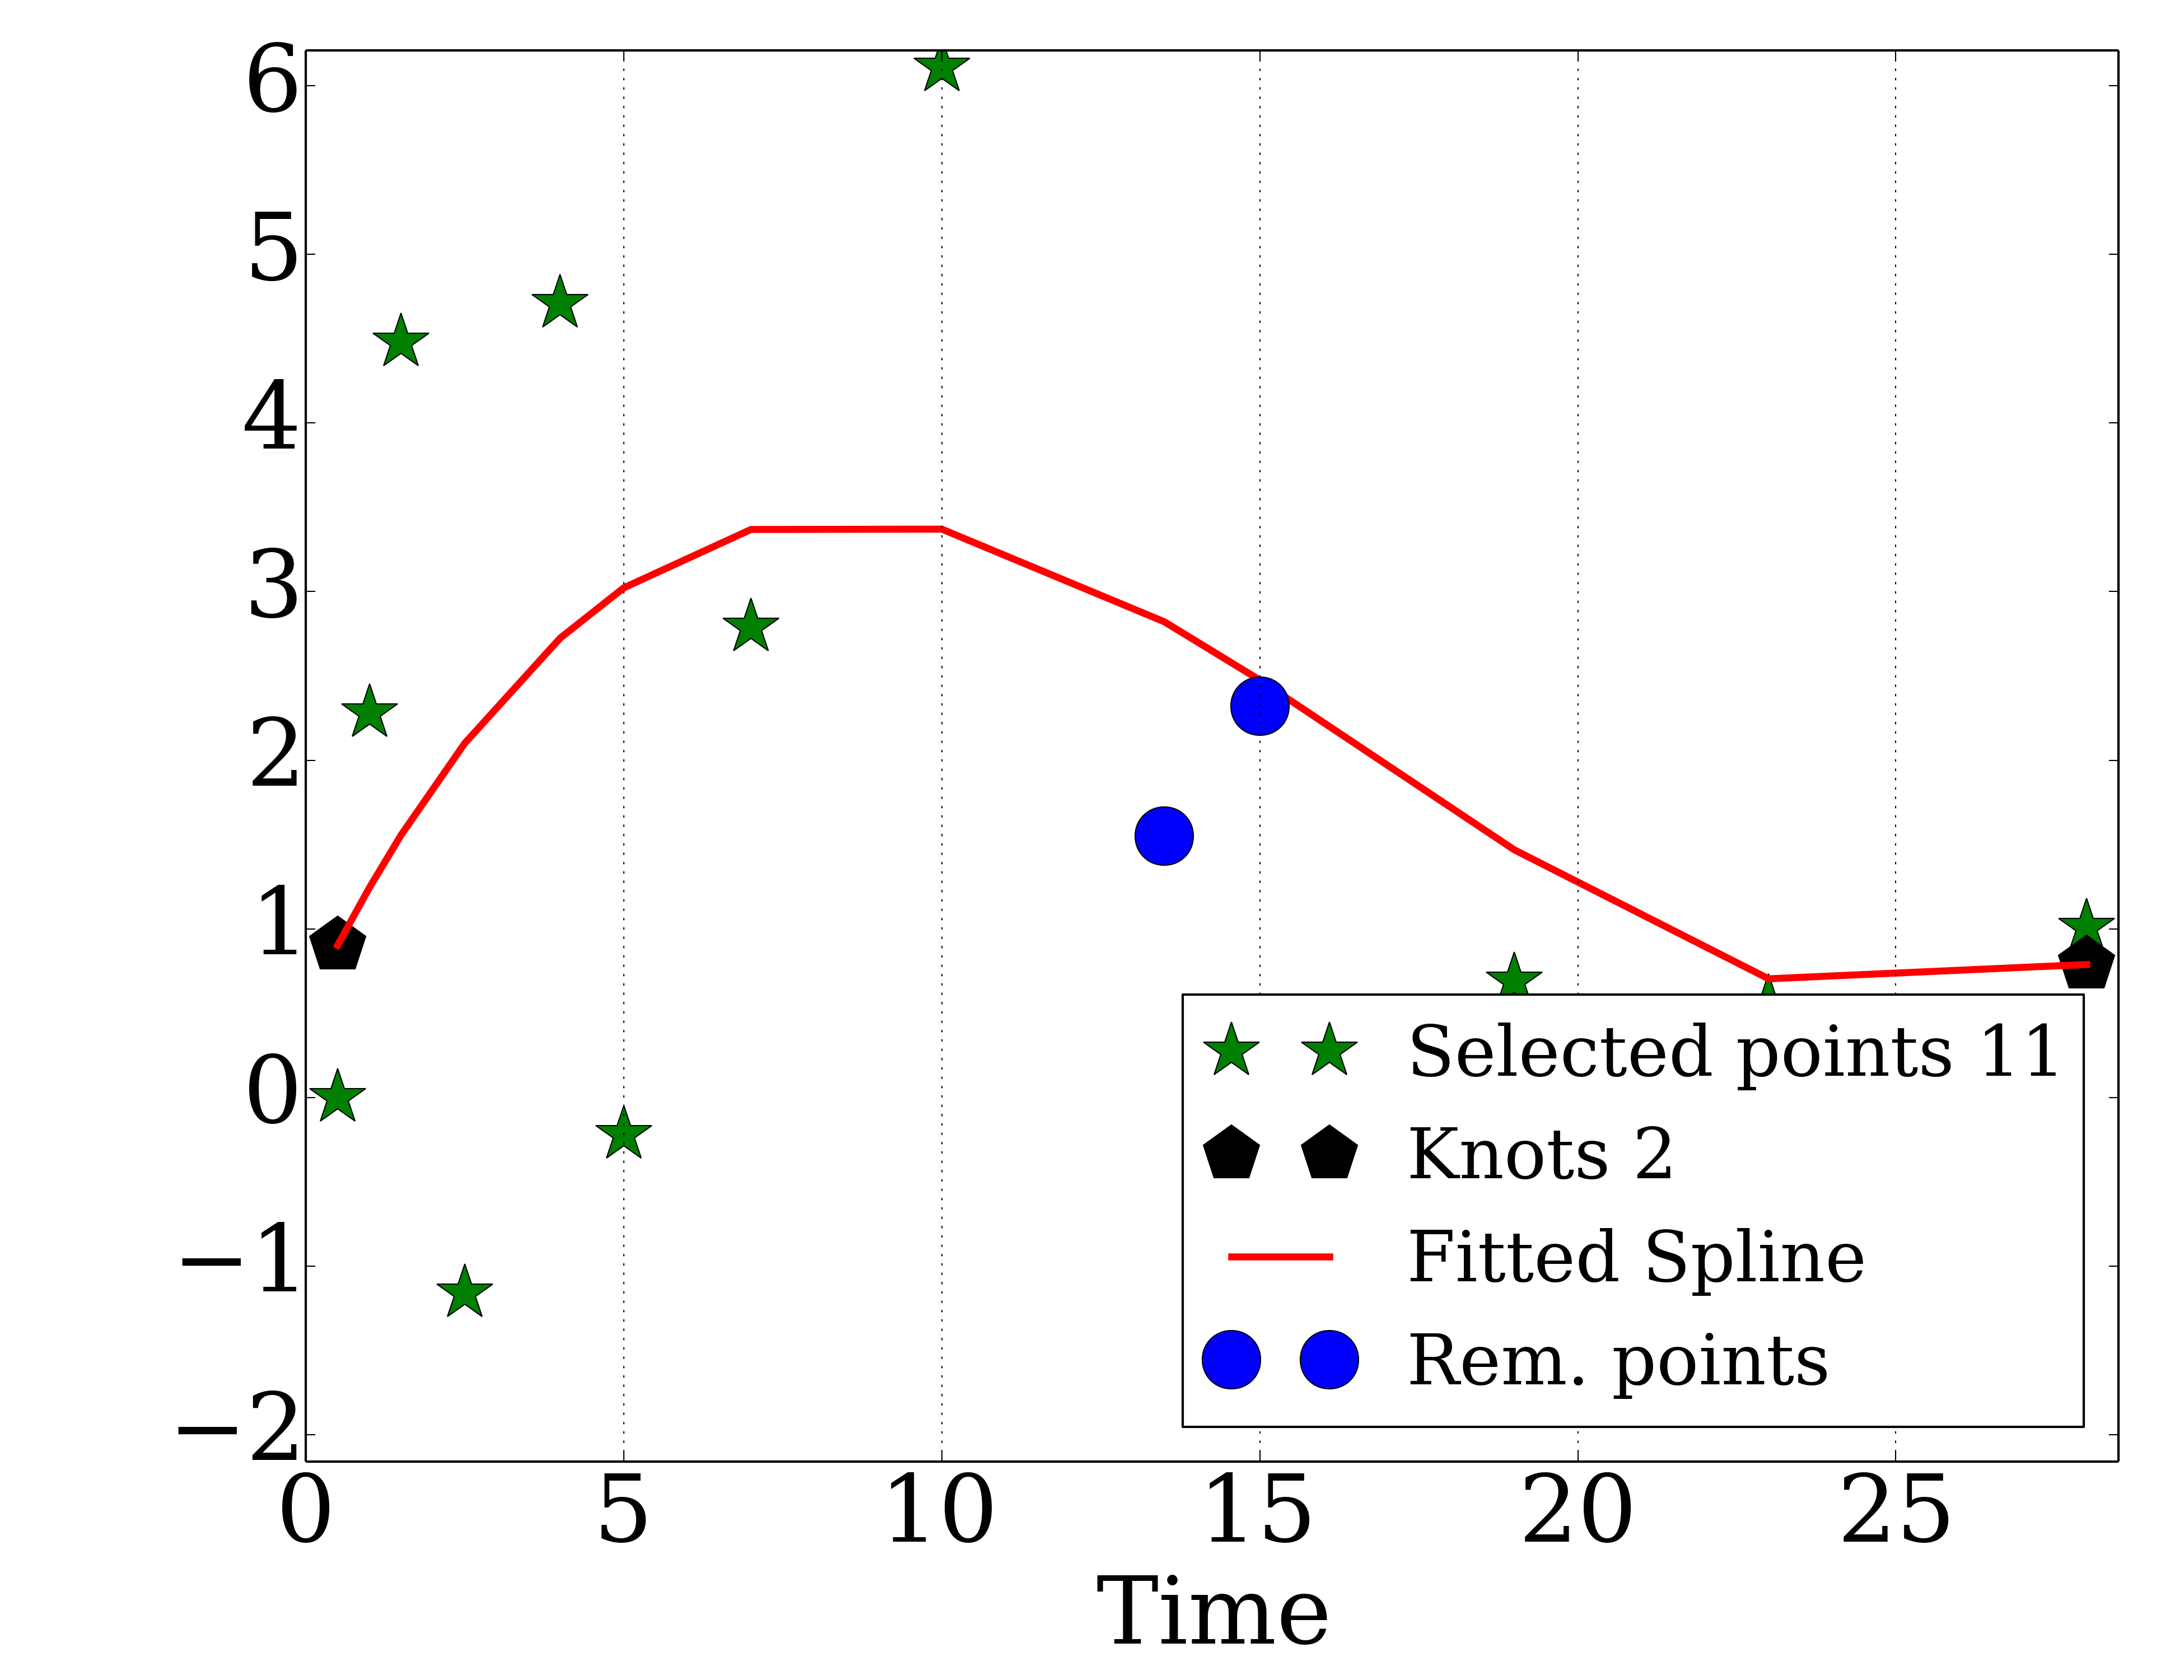 6
5
4
3
2
1
0
−1
−2
Selected points 11
Knots 2
Fitted Spline
Rem. points
0 5 10 15 20 25
Time